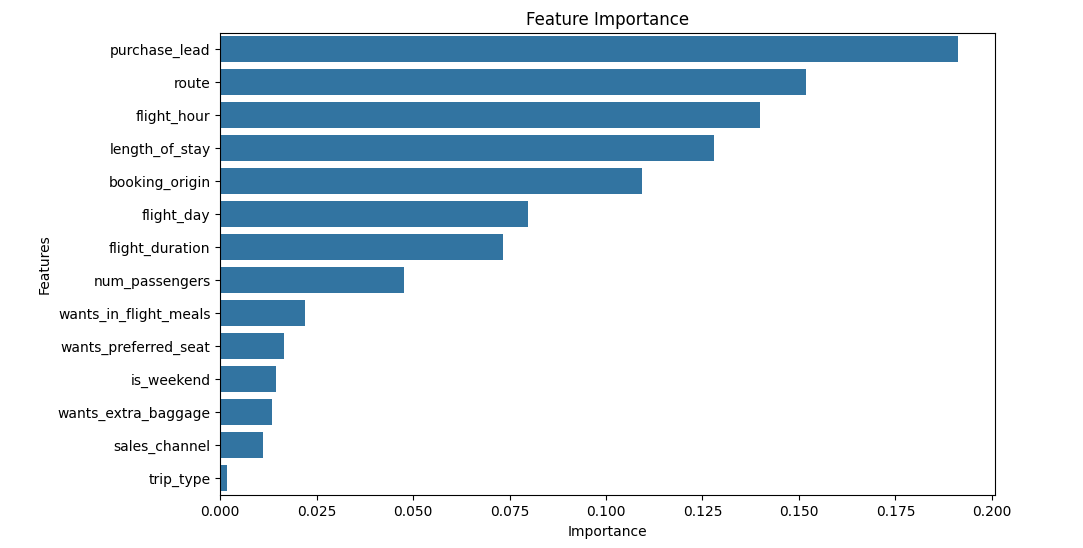 Feature Importance
purchase_lead
route
flight_hour
length_of_stay
booking_origin
flight_day
flight_duration
num_passengers
wants_in_flight_meals
wants_preferred_seat
is_weekend
wants_extra_baggage
sales_channel
trip_type
Features
0.000 0.025 0.050 0.075 0.100 0.125 0.150 0.175 0.200
Importance